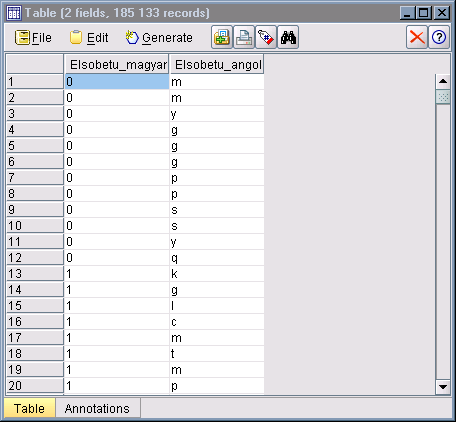 Table (2 fields, 185 133 records)
File Edit Generate
Elsobetu_magyar Elsobetu_angol
1 0 m
2 0 m
3 0 y
4 0 g
5 0 g
6 0 g
7 0 p
8 0 p
9 0 s
10 0 s
11 0 y
12 0 q
13 1 k
14 1 g
15 1 l
16 1 c
17 1 m
18 1 t
19 1 m
20 1 p
Table Annotations